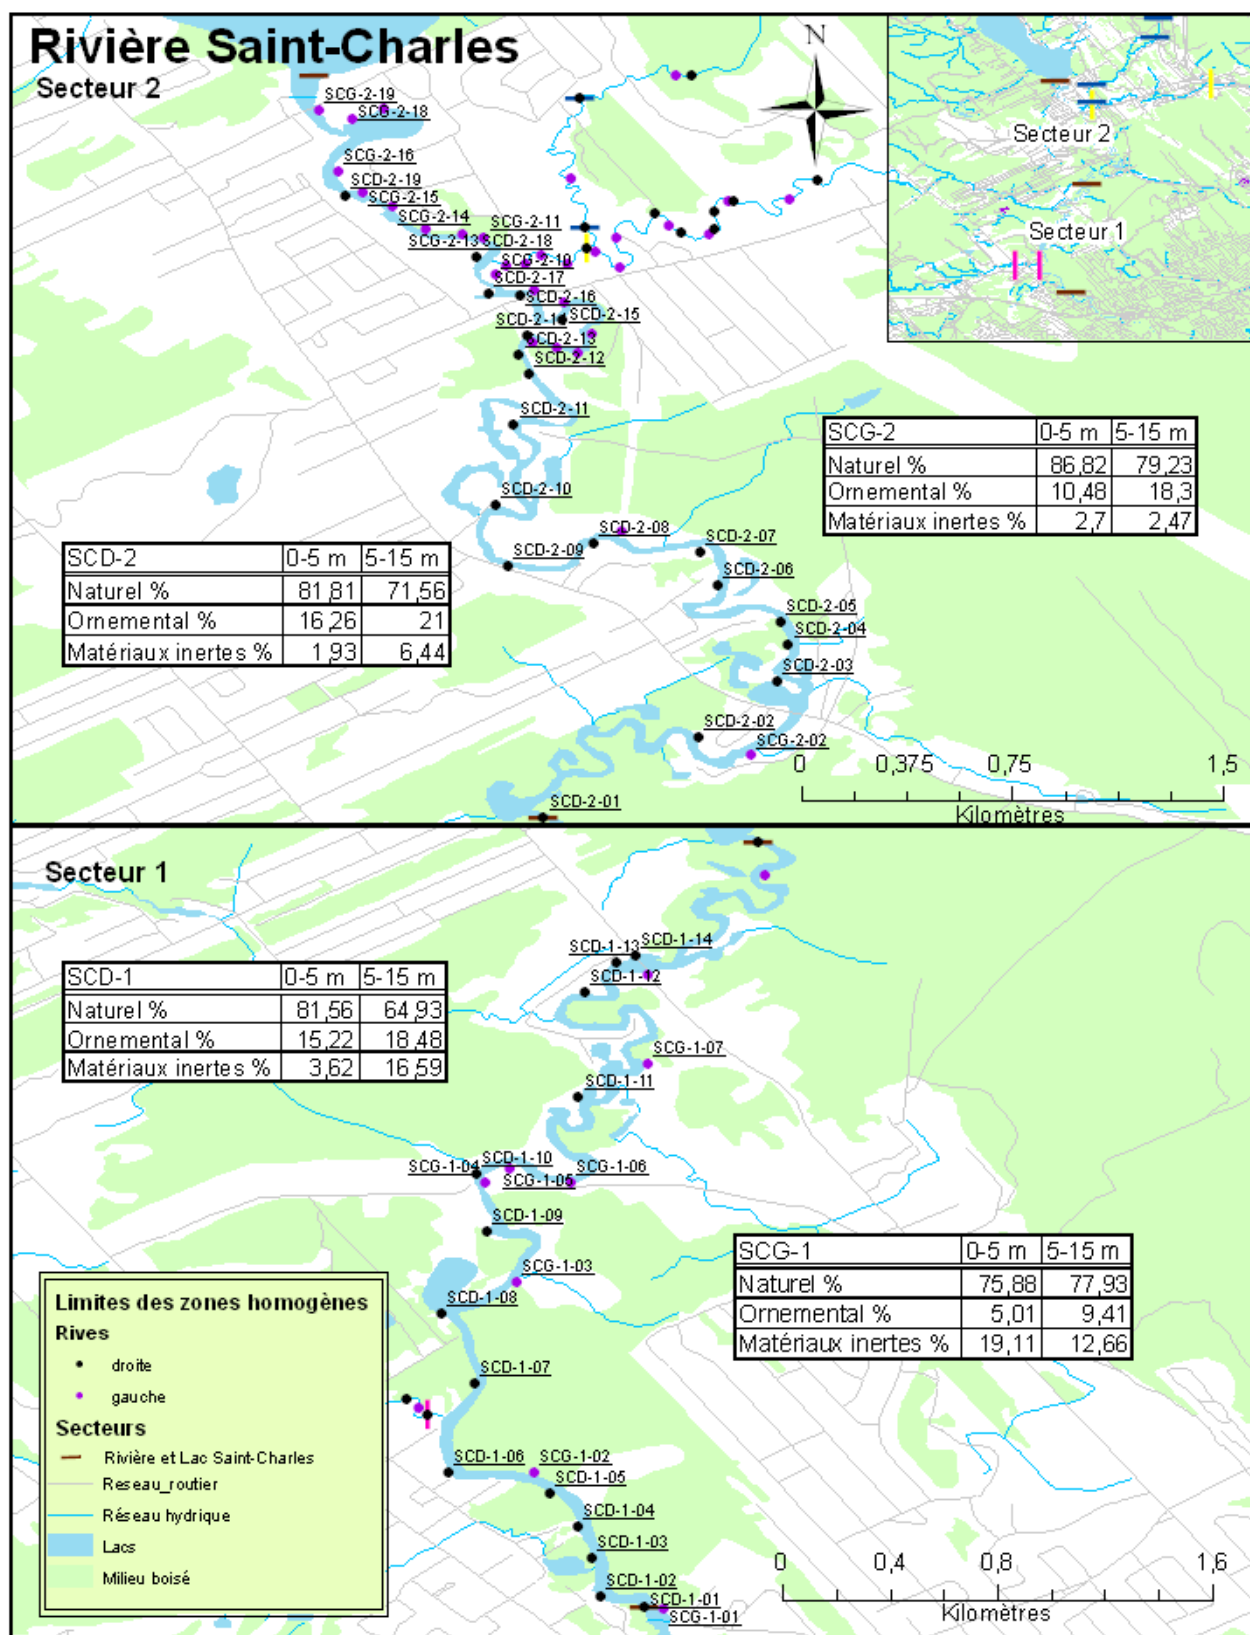 Rivière Saint-Charles
Secteur 2
N
Secteur 2
Secteur 1
SCG-2-19
SCG-2-18
SCG-2-16
SCD-2-19
SCG-2-15
SCG-2-14
SCG-2-11
SCG-2-13
SCD-2-18
SCG-2-10
SCD-2-17
SCD-2-16
SCD-2-15
SCD-2-13
SCD-2-12
SCD-2-11
SCD-2-10
SCD-2-09
SCD-2-08
SCD-2-07
SCD-2-06
SCD-2-05
SCD-2-04
SCD-2-03
SCD-2-02
SCG-2-02
SCD-2-01
SCG-2 0-5 m 5-15 m
Naturel % 86,82 79,23
Ornemental % 10,48 18,3
Matériaux inertes % 2,7 2,47
SCD-2 0-5 m 5-15 m
Naturel % 81,81 71,56
Ornemental % 16,26 21
Matériaux inertes % 1,93 6,44
0 0,375 0,75 1,5
Kilomètres
Secteur 1
SCD-1-14
SCD-1-13
SCD-1-12
SCG-1-07
SCD-1-11
SCD-1-10
SCG-1-04
SCG-1-05
SCG-1-06
SCD-1-09
SCG-1-03
SCD-1-08
SCD-1-07
SCD-1-06
SCG-1-02
SCD-1-05
SCD-1-04
SCD-1-03
SCD-1-02
SCD-1-01
SCG-1-01
SCD-1 0-5 m 5-15 m
Naturel % 81,56 64,93
Ornemental % 15,22 18,48
Matériaux inertes % 3,62 16,59
SCG-1 0-5 m 5-15 m
Naturel % 75,88 77,93
Ornemental % 5,01 9,41
Matériaux inertes % 19,11 12,66
Limites des zones homogènes
Rives
droite
gauche
Secteurs
Rivière et Lac Saint-Charles
Reseau_routier
Réseau hydrique
Lacs
Milieu boisé
0 0,4 0,8 1,6
Kilomètres